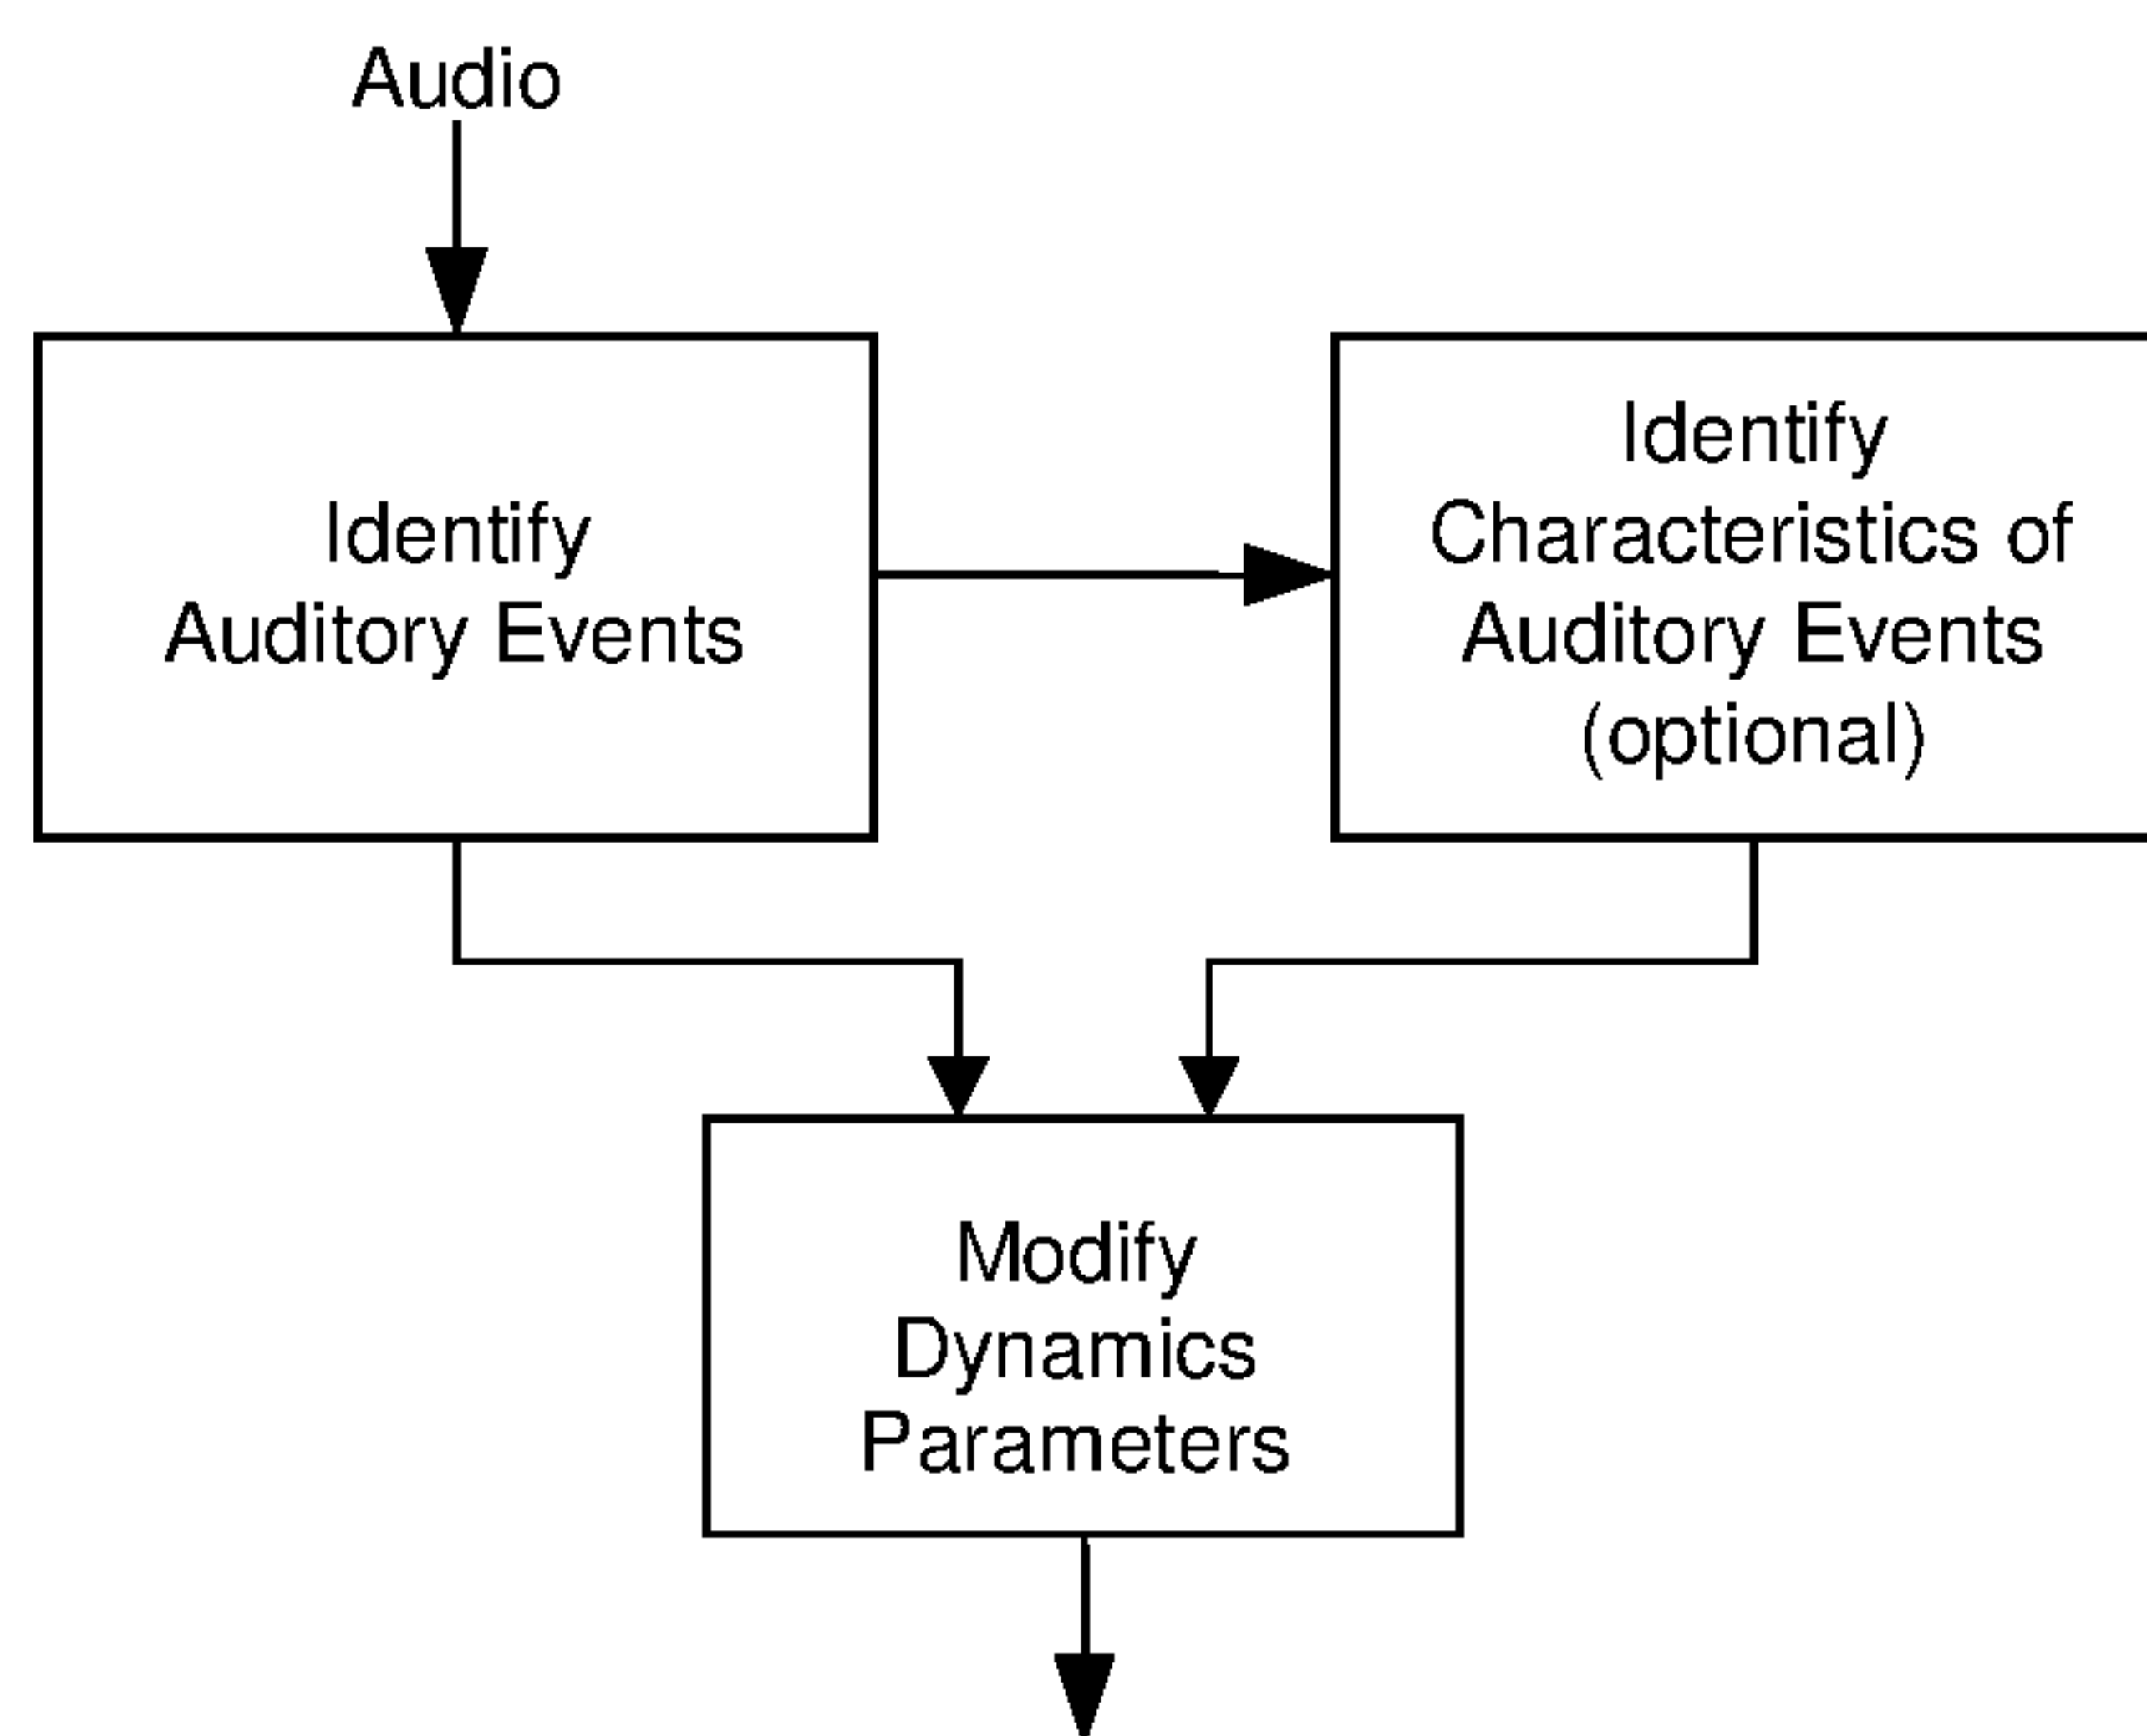 Audio
Identify
Auditory Events
Identify
Characteristics of
Auditory Events
(optional)
Modify
Dynamics
Parameters